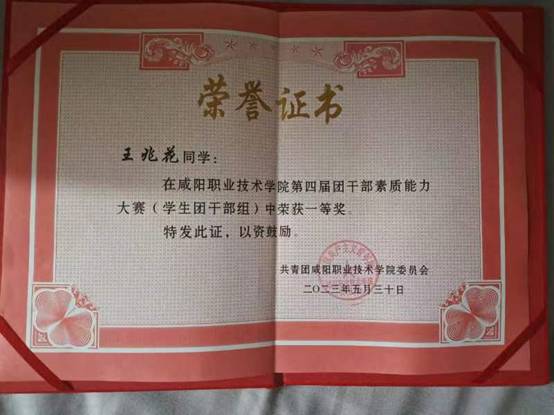 荣誉证书
王兆花同学：
在咸阳职业技术学院第四届团干部素质能力
大赛（学生团干部组）中荣获一等奖。
特发此证，以资鼓励。
共青团咸阳职业技术学院委员会
二〇二三年五月三十日